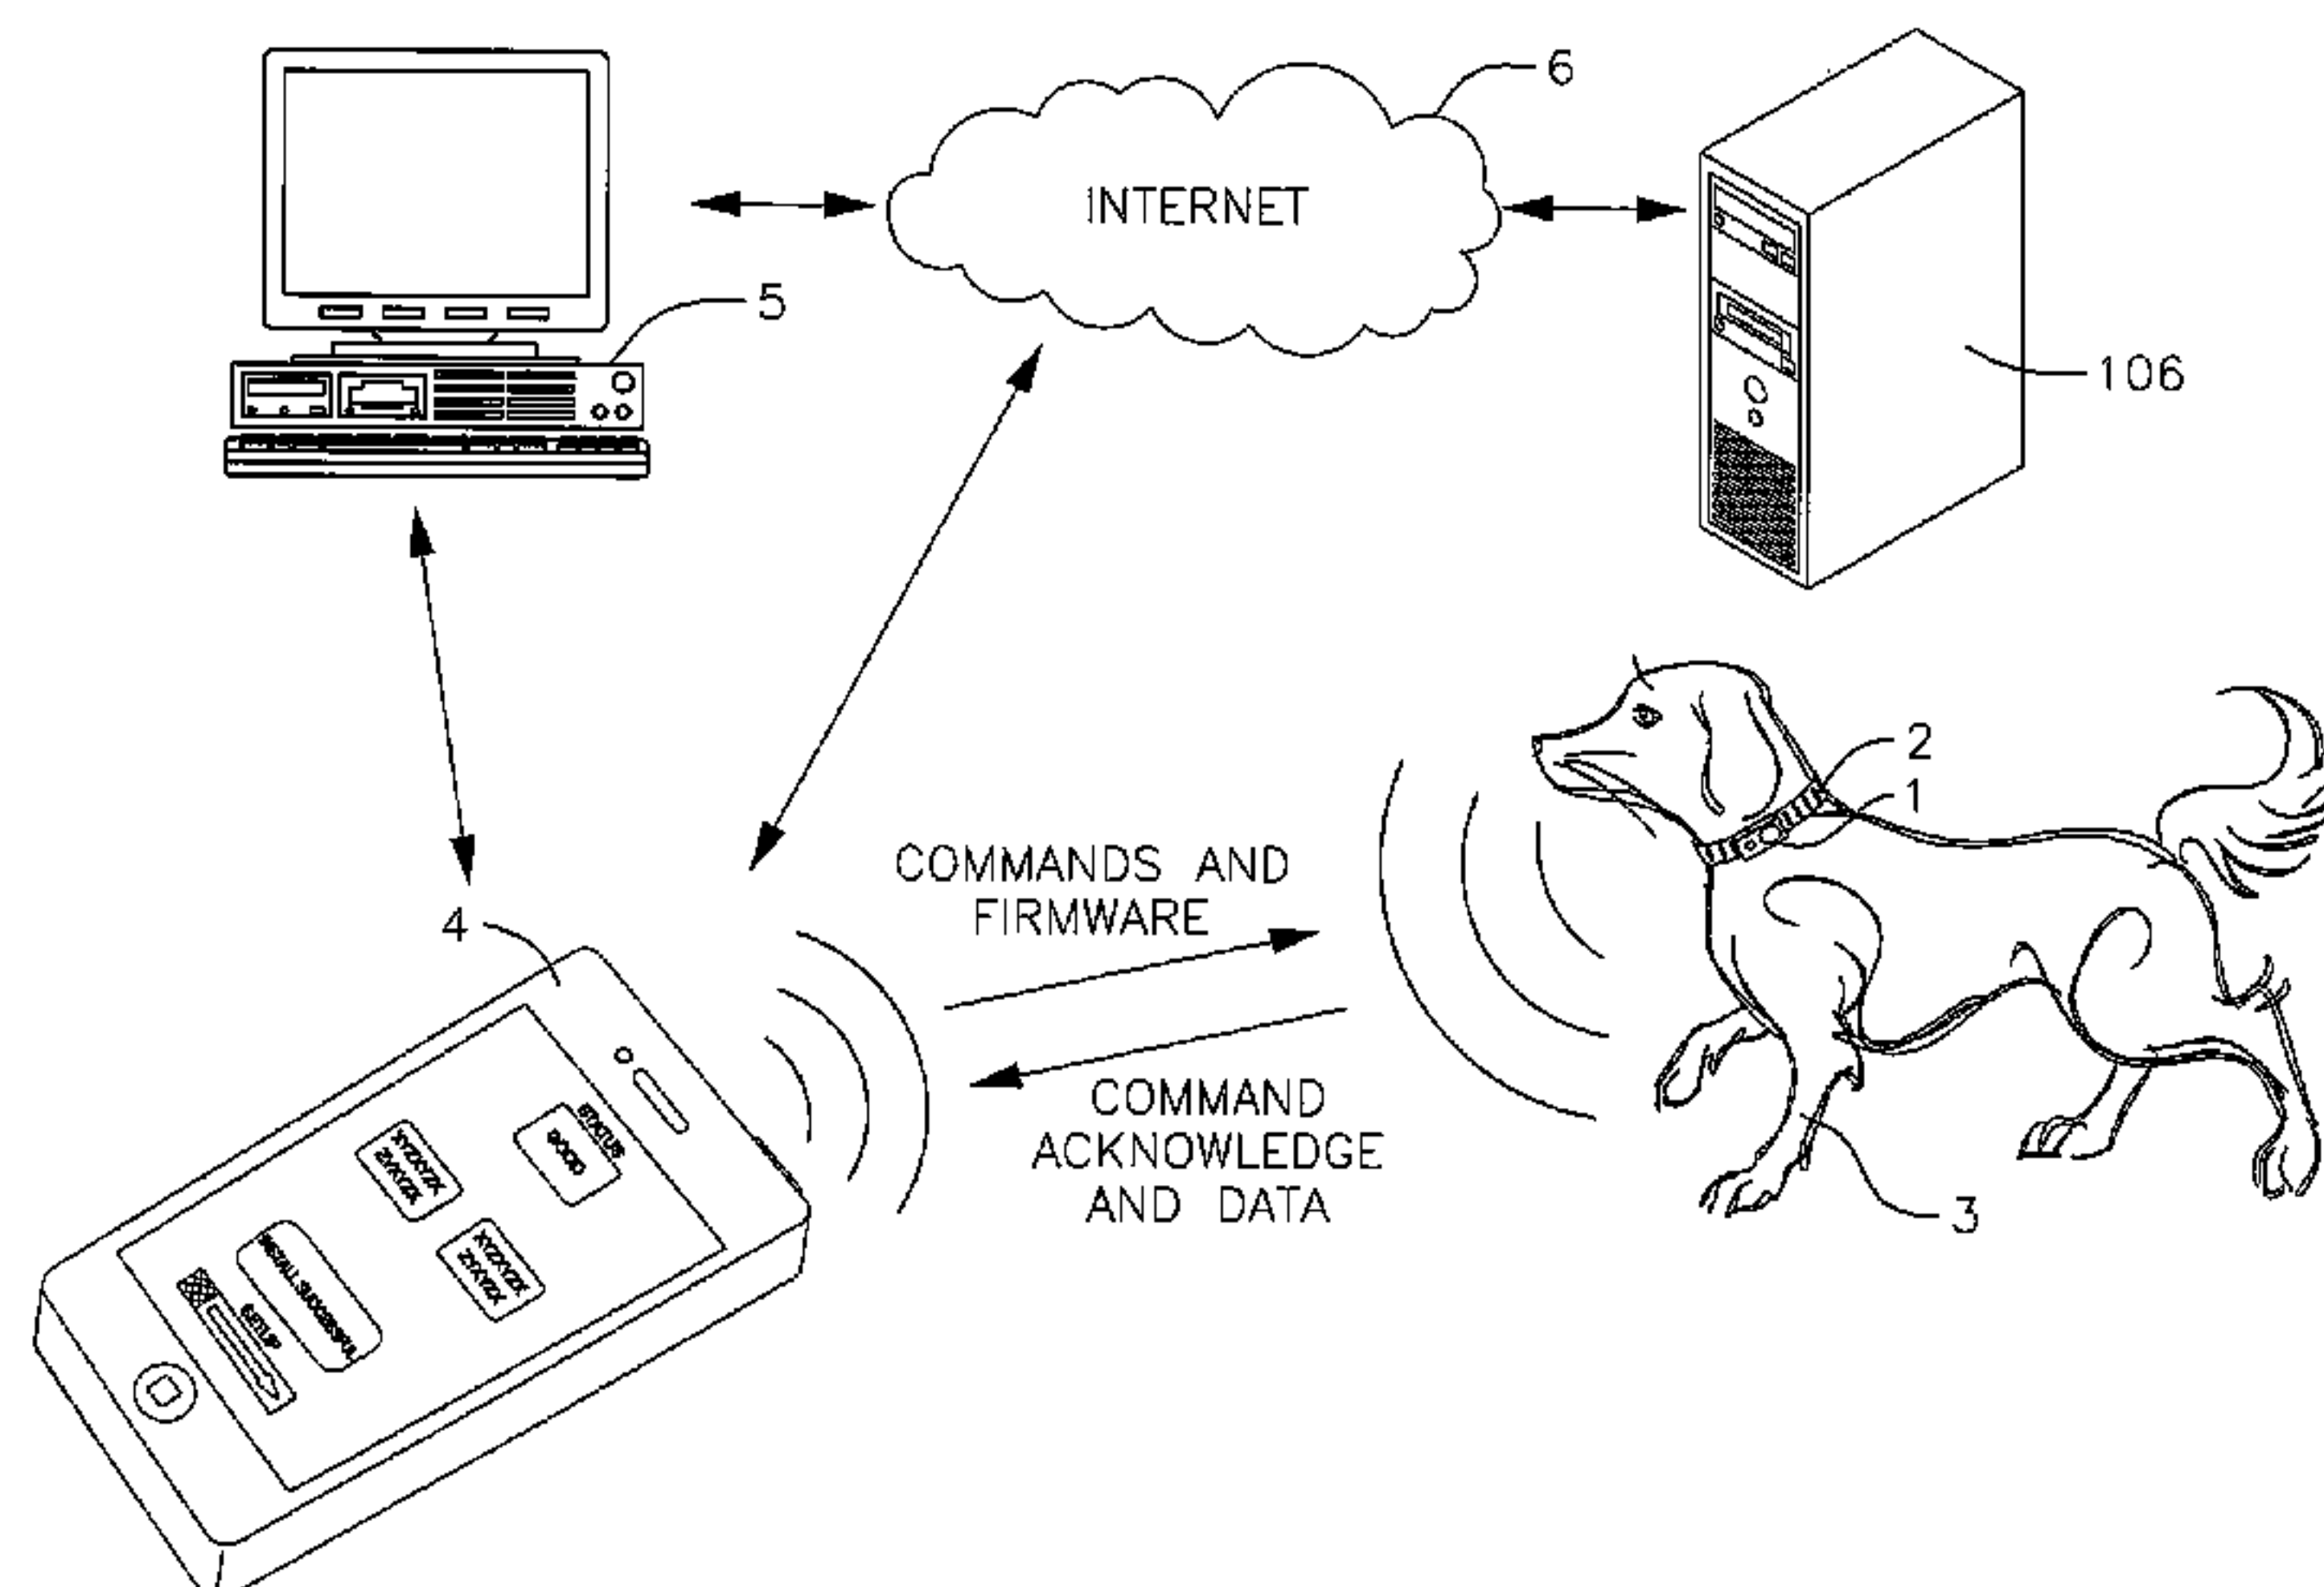 6
INTERNET
5
106
2
1
COMMANDS AND
FIRMWARE
4
COMMAND
ACKNOWLEDGE
AND DATA
3
STATUS
GOOD
XYZXYZX
ZYXYZX
XYZXYZX
ZYXYZX
INSTALL SUCCESSFUL
SETUP